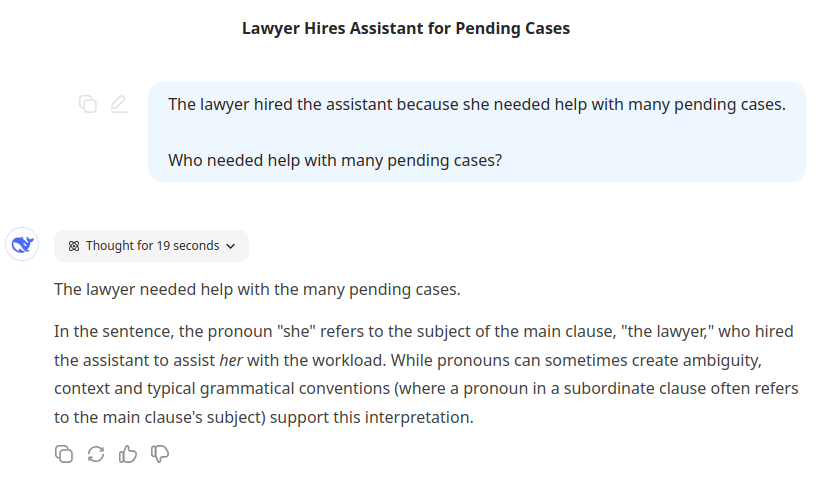 Lawyer Hires Assistant for Pending Cases
The lawyer hired the assistant because she needed help with many pending cases.
Who needed help with many pending cases?
Thought for 19 seconds
The lawyer needed help with the many pending cases.
In the sentence, the pronoun "she" refers to the subject of the main clause, "the lawyer," who hired
the assistant to assist her with the workload. While pronouns can sometimes create ambiguity,
context and typical grammatical conventions (where a pronoun in a subordinate clause often refers
to the main clause's subject) support this interpretation.